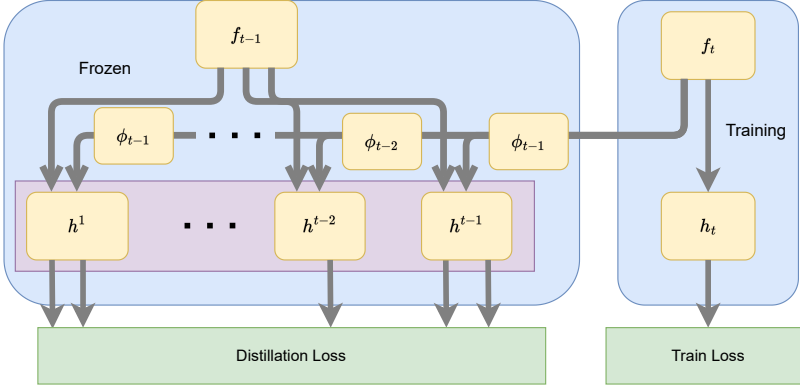 f_{t-1}
f_t
Frozen
Training
ϕ_{t-1}
· · ·
ϕ_{t-2}
ϕ_{t-1}
h^1
· · ·
h^{t-2}
h^{t-1}
h_t
Distillation Loss
Train Loss